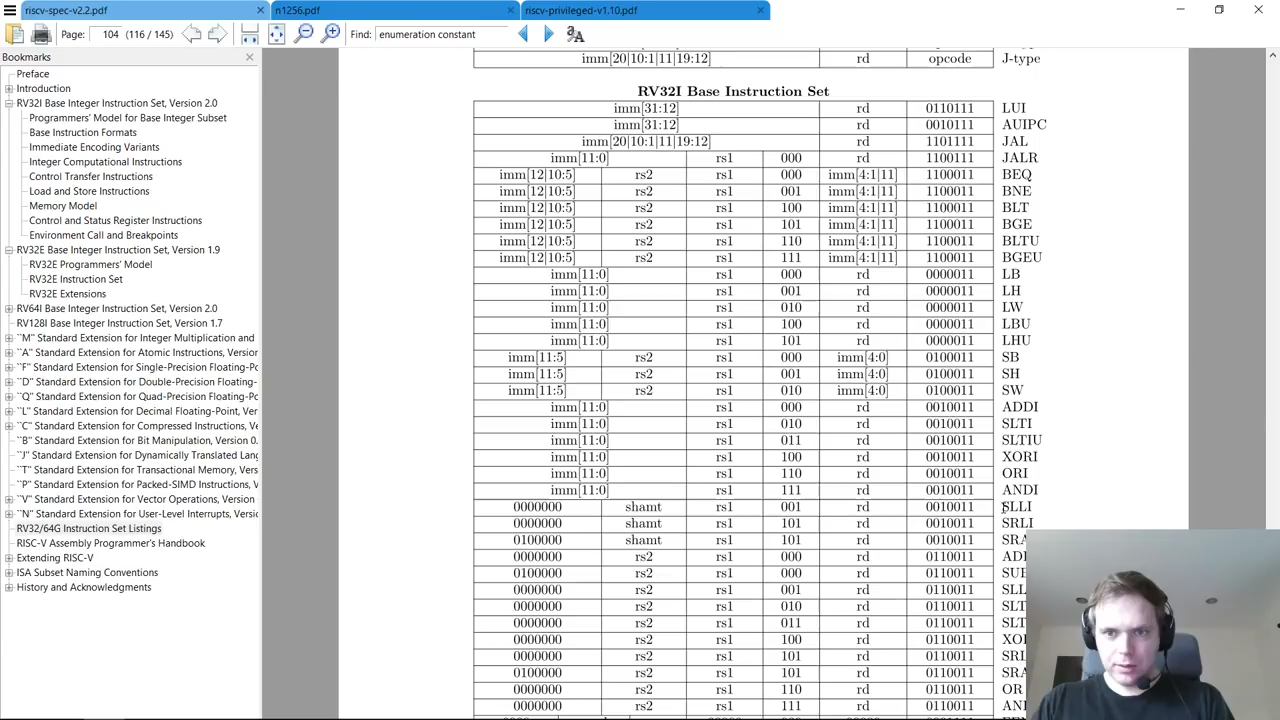 riscv-spec-v2.2.pdf × n1256.pdf × riscv-privileged-v1.10.pdf ×
Page: 104 (116 / 145) Find: enumeration constant
Bookmarks
Preface
Introduction
RV32I Base Integer Instruction Set, Version 2.0
Programmers' Model for Base Integer Subset
Base Instruction Formats
Immediate Encoding Variants
Integer Computational Instructions
Control Transfer Instructions
Load and Store Instructions
Memory Model
Control and Status Register Instructions
Environment Call and Breakpoints
RV32E Base Integer Instruction Set, Version 1.9
RV32E Programmers' Model
RV32E Instruction Set
RV32E Extensions
RV64I Base Integer Instruction Set, Version 2.0
RV128I Base Integer Instruction Set, Version 1.7
``M'' Standard Extension for Integer Multiplication and
``A'' Standard Extension for Atomic Instructions, Version
``F'' Standard Extension for Single-Precision Floating-Po
``D'' Standard Extension for Double-Precision Floating-
``Q'' Standard Extension for Quad-Precision Floating-Po
``L'' Standard Extension for Decimal Floating-Point, Ver
``C'' Standard Extension for Compressed Instructions, Ve
``B'' Standard Extension for Bit Manipulation, Version 0.
``J'' Standard Extension for Dynamically Translated Lang
``T'' Standard Extension for Transactional Memory, Vers
``P'' Standard Extension for Packed-SIMD Instructions, V
``V'' Standard Extension for Vector Operations, Version
``N'' Standard Extension for User-Level Interrupts, Versio
RV32/64G Instruction Set Listings
RISC-V Assembly Programmer's Handbook
Extending RISC-V
ISA Subset Naming Conventions
History and Acknowledgments
imm[20|10:1|11|19:12] rd opcode J-type
RV32I Base Instruction Set
imm[31:12] rd 0110111 LUI
imm[31:12] rd 0010111 AUIPC
imm[20|10:1|11|19:12] rd 1101111 JAL
imm[11:0] rs1 000 rd 1100111 JALR
imm[12|10:5] rs2 rs1 000 imm[4:1|11] 1100011 BEQ
imm[12|10:5] rs2 rs1 001 imm[4:1|11] 1100011 BNE
imm[12|10:5] rs2 rs1 100 imm[4:1|11] 1100011 BLT
imm[12|10:5] rs2 rs1 101 imm[4:1|11] 1100011 BGE
imm[12|10:5] rs2 rs1 110 imm[4:1|11] 1100011 BLTU
imm[12|10:5] rs2 rs1 111 imm[4:1|11] 1100011 BGEU
imm[11:0] rs1 000 rd 0000011 LB
imm[11:0] rs1 001 rd 0000011 LH
imm[11:0] rs1 010 rd 0000011 LW
imm[11:0] rs1 100 rd 0000011 LBU
imm[11:0] rs1 101 rd 0000011 LHU
imm[11:5] rs2 rs1 000 imm[4:0] 0100011 SB
imm[11:5] rs2 rs1 001 imm[4:0] 0100011 SH
imm[11:5] rs2 rs1 010 imm[4:0] 0100011 SW
imm[11:0] rs1 000 rd 0010011 ADDI
imm[11:0] rs1 010 rd 0010011 SLTI
imm[11:0] rs1 011 rd 0010011 SLTIU
imm[11:0] rs1 100 rd 0010011 XORI
imm[11:0] rs1 110 rd 0010011 ORI
imm[11:0] rs1 111 rd 0010011 ANDI
0000000 shamt rs1 001 rd 0010011 SLLI
0000000 shamt rs1 101 rd 0010011 SRLI
0100000 shamt rs1 101 rd 0010011 SRA
0000000 rs2 rs1 000 rd 0110011 AD
0100000 rs2 rs1 000 rd 0110011 SUB
0000000 rs2 rs1 001 rd 0110011 SLL
0000000 rs2 rs1 010 rd 0110011 SLT
0000000 rs2 rs1 011 rd 0110011 SLT
0000000 rs2 rs1 100 rd 0110011 XO
0000000 rs2 rs1 101 rd 0110011 SRL
0100000 rs2 rs1 101 rd 0110011 SRA
0000000 rs2 rs1 110 rd 0110011 OR
0000000 rs2 rs1 111 rd 0110011 AN